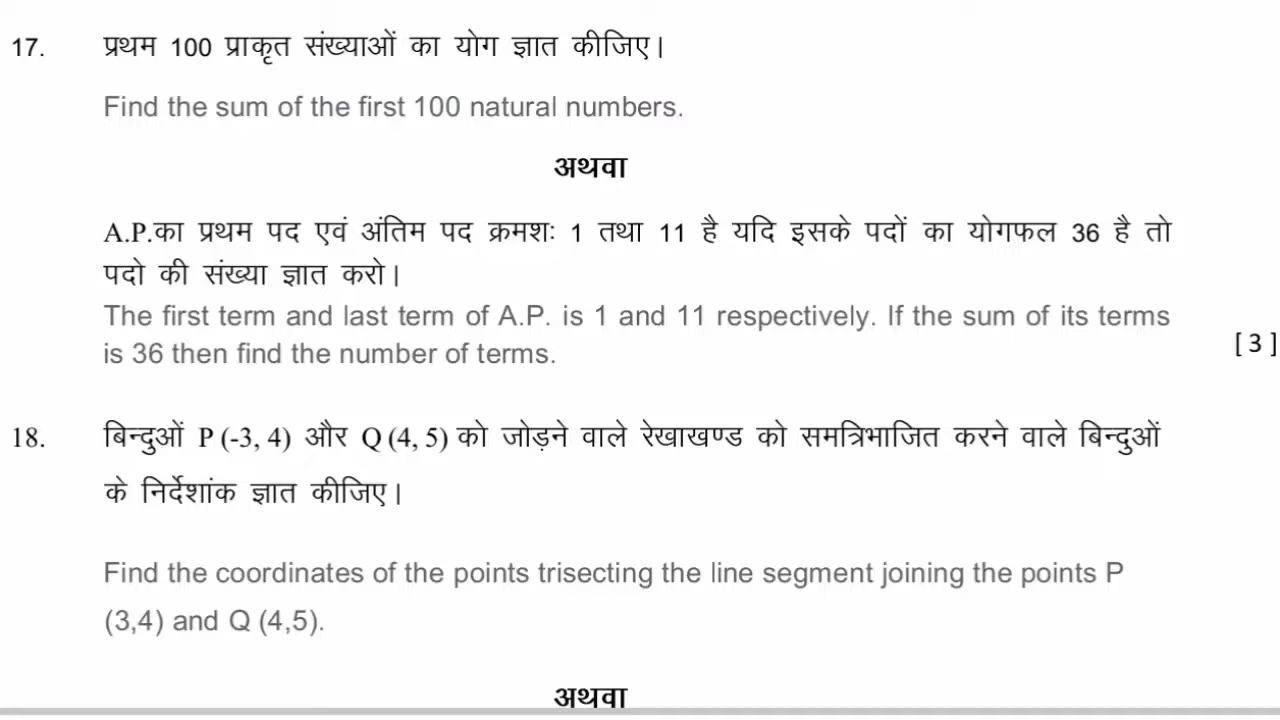 17. प्रथम 100 प्राकृत संख्याओं का योग ज्ञात कीजिए।
Find the sum of the first 100 natural numbers.
अथवा
A.P.का प्रथम पद एवं अंतिम पद क्रमशः 1 तथा 11 है यदि इसके पदों का योगफल 36 है तो
पदो की संख्या ज्ञात करो।
The first term and last term of A.P. is 1 and 11 respectively. If the sum of its terms
is 36 then find the number of terms.
[ 3 ]
18. बिन्दुओं P (-3, 4) और Q (4, 5) को जोड़ने वाले रेखाखण्ड को समत्रिभाजित करने वाले बिन्दुओं
के निर्देशांक ज्ञात कीजिए।
Find the coordinates of the points trisecting the line segment joining the points P
(3,4) and Q (4,5).
अथवा